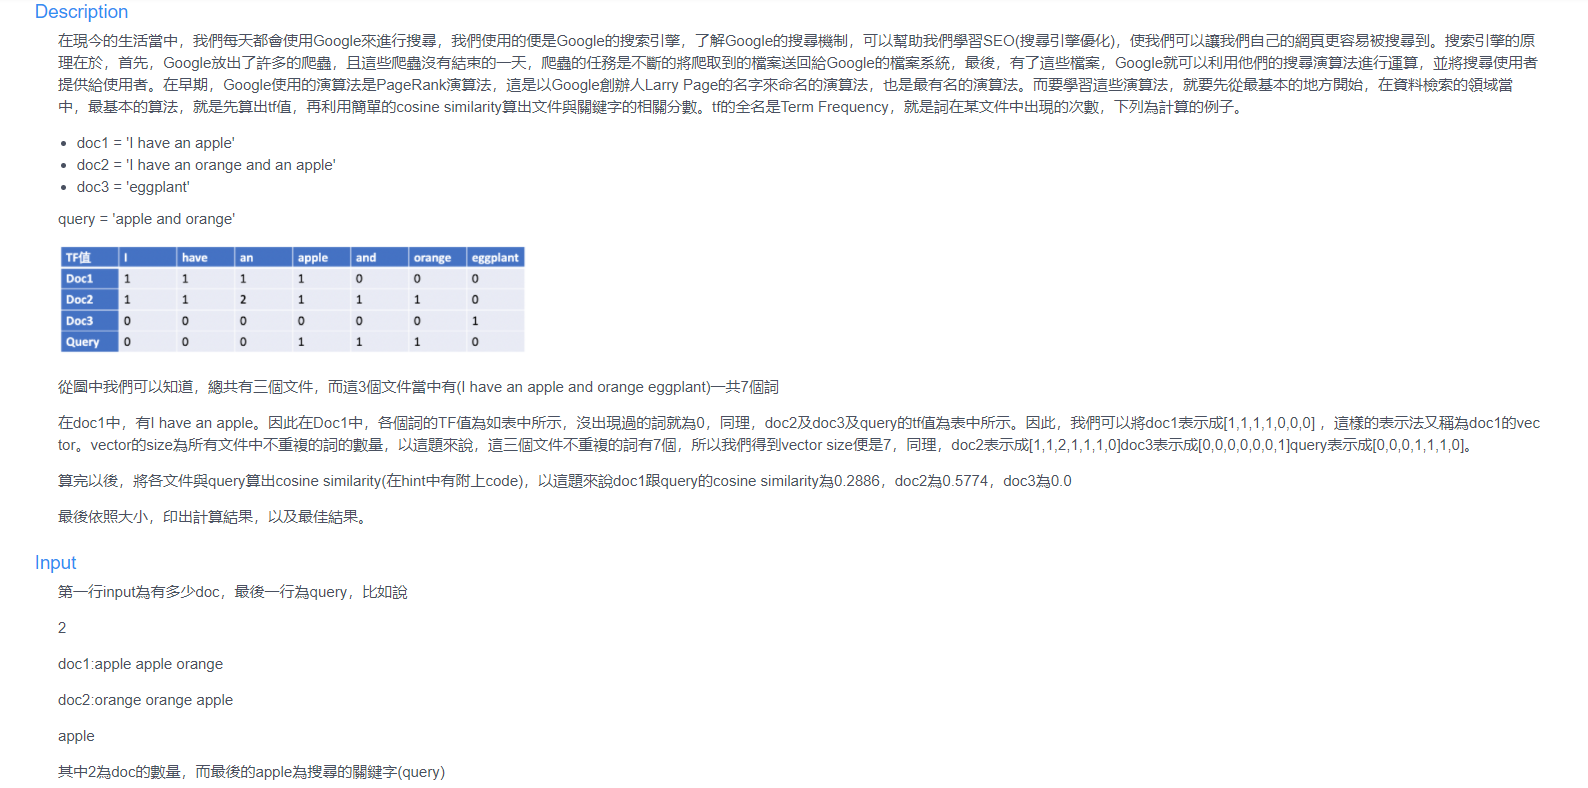 Description
在現今的生活當中，我們每天都會使用Google來進行搜尋，我們使用的便是Google的搜索引擎，了解Google的搜尋機制，可以幫助我們學習SEO(搜尋引擎優化)，使我們可以讓我們自己的網頁更容易被搜尋到。搜索引擎的原
理在於，首先，Google放出了許多的爬蟲，且這些爬蟲沒有結束的一天，爬蟲的任務是不斷的將爬取到的檔案送回給Google的檔案系統，最後，有了這些檔案，Google就可以利用他們的搜尋演算法進行運算，並將搜尋使用者
提供給使用者。在早期，Google使用的演算法是PageRank演算法，這是以Google創辦人Larry Page的名字來命名的演算法，也是最有名的演算法。而要學習這些演算法，就要先從最基本的地方開始，在資料檢索的領域當
中，最基本的算法，就是先算出tf值，再利用簡單的cosine similarity算出文件與關鍵字的相關分數。tf的全名是Term Frequency，就是詞在某文件中出現的次數，下列為計算的例子。
• doc1 = 'I have an apple'
• doc2 = 'I have an orange and an apple'
• doc3 = 'eggplant'
query = 'apple and orange'
TF值 I have an apple and orange eggplant
Doc1 1 1 1 1 0 0 0
Doc2 1 1 2 1 1 1 0
Doc3 0 0 0 0 0 0 1
Query 0 0 0 1 1 1 0
從圖中我們可以知道，總共有三個文件，而這3個文件當中有(I have an apple and orange eggplant)一共7個詞
在doc1中，有I have an apple。因此在Doc1中，各個詞的TF值為如表中所示，沒出現過的詞就為0，同理，doc2及doc3及query的tf值為表中所示。因此，我們可以將doc1表示成[1,1,1,1,0,0,0] ，這樣的表示法又稱為doc1的vec
tor。vector的size為所有文件中不重複的詞的數量，以這題來說，這三個文件不重複的詞有7個，所以我們得到vector size便是7，同理，doc2表示成[1,1,2,1,1,1,0]doc3表示成[0,0,0,0,0,0,1]query表示成[0,0,0,1,1,1,0]。
算完以後，將各文件與query算出cosine similarity(在hint中有附上code)，以這題來說doc1跟query的cosine similarity為0.2886，doc2為0.5774，doc3為0.0
最後依照大小，印出計算結果，以及最佳結果。
Input
第一行input為有多少doc，最後一行為query，比如說
2
doc1:apple apple orange
doc2:orange orange apple
apple
其中2為doc的數量，而最後的apple為搜尋的關鍵字(query)